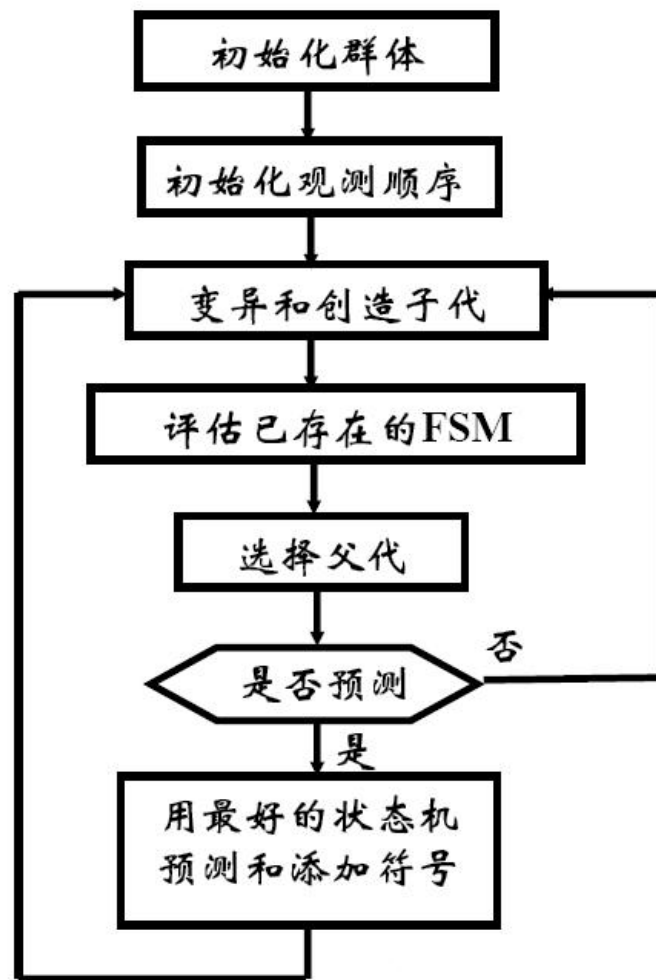 初始化群体
初始化观测顺序
变异和创造子代
评估已存在的FSM
选择父代
否
是否预测
是
用最好的状态机
预测和添加符号